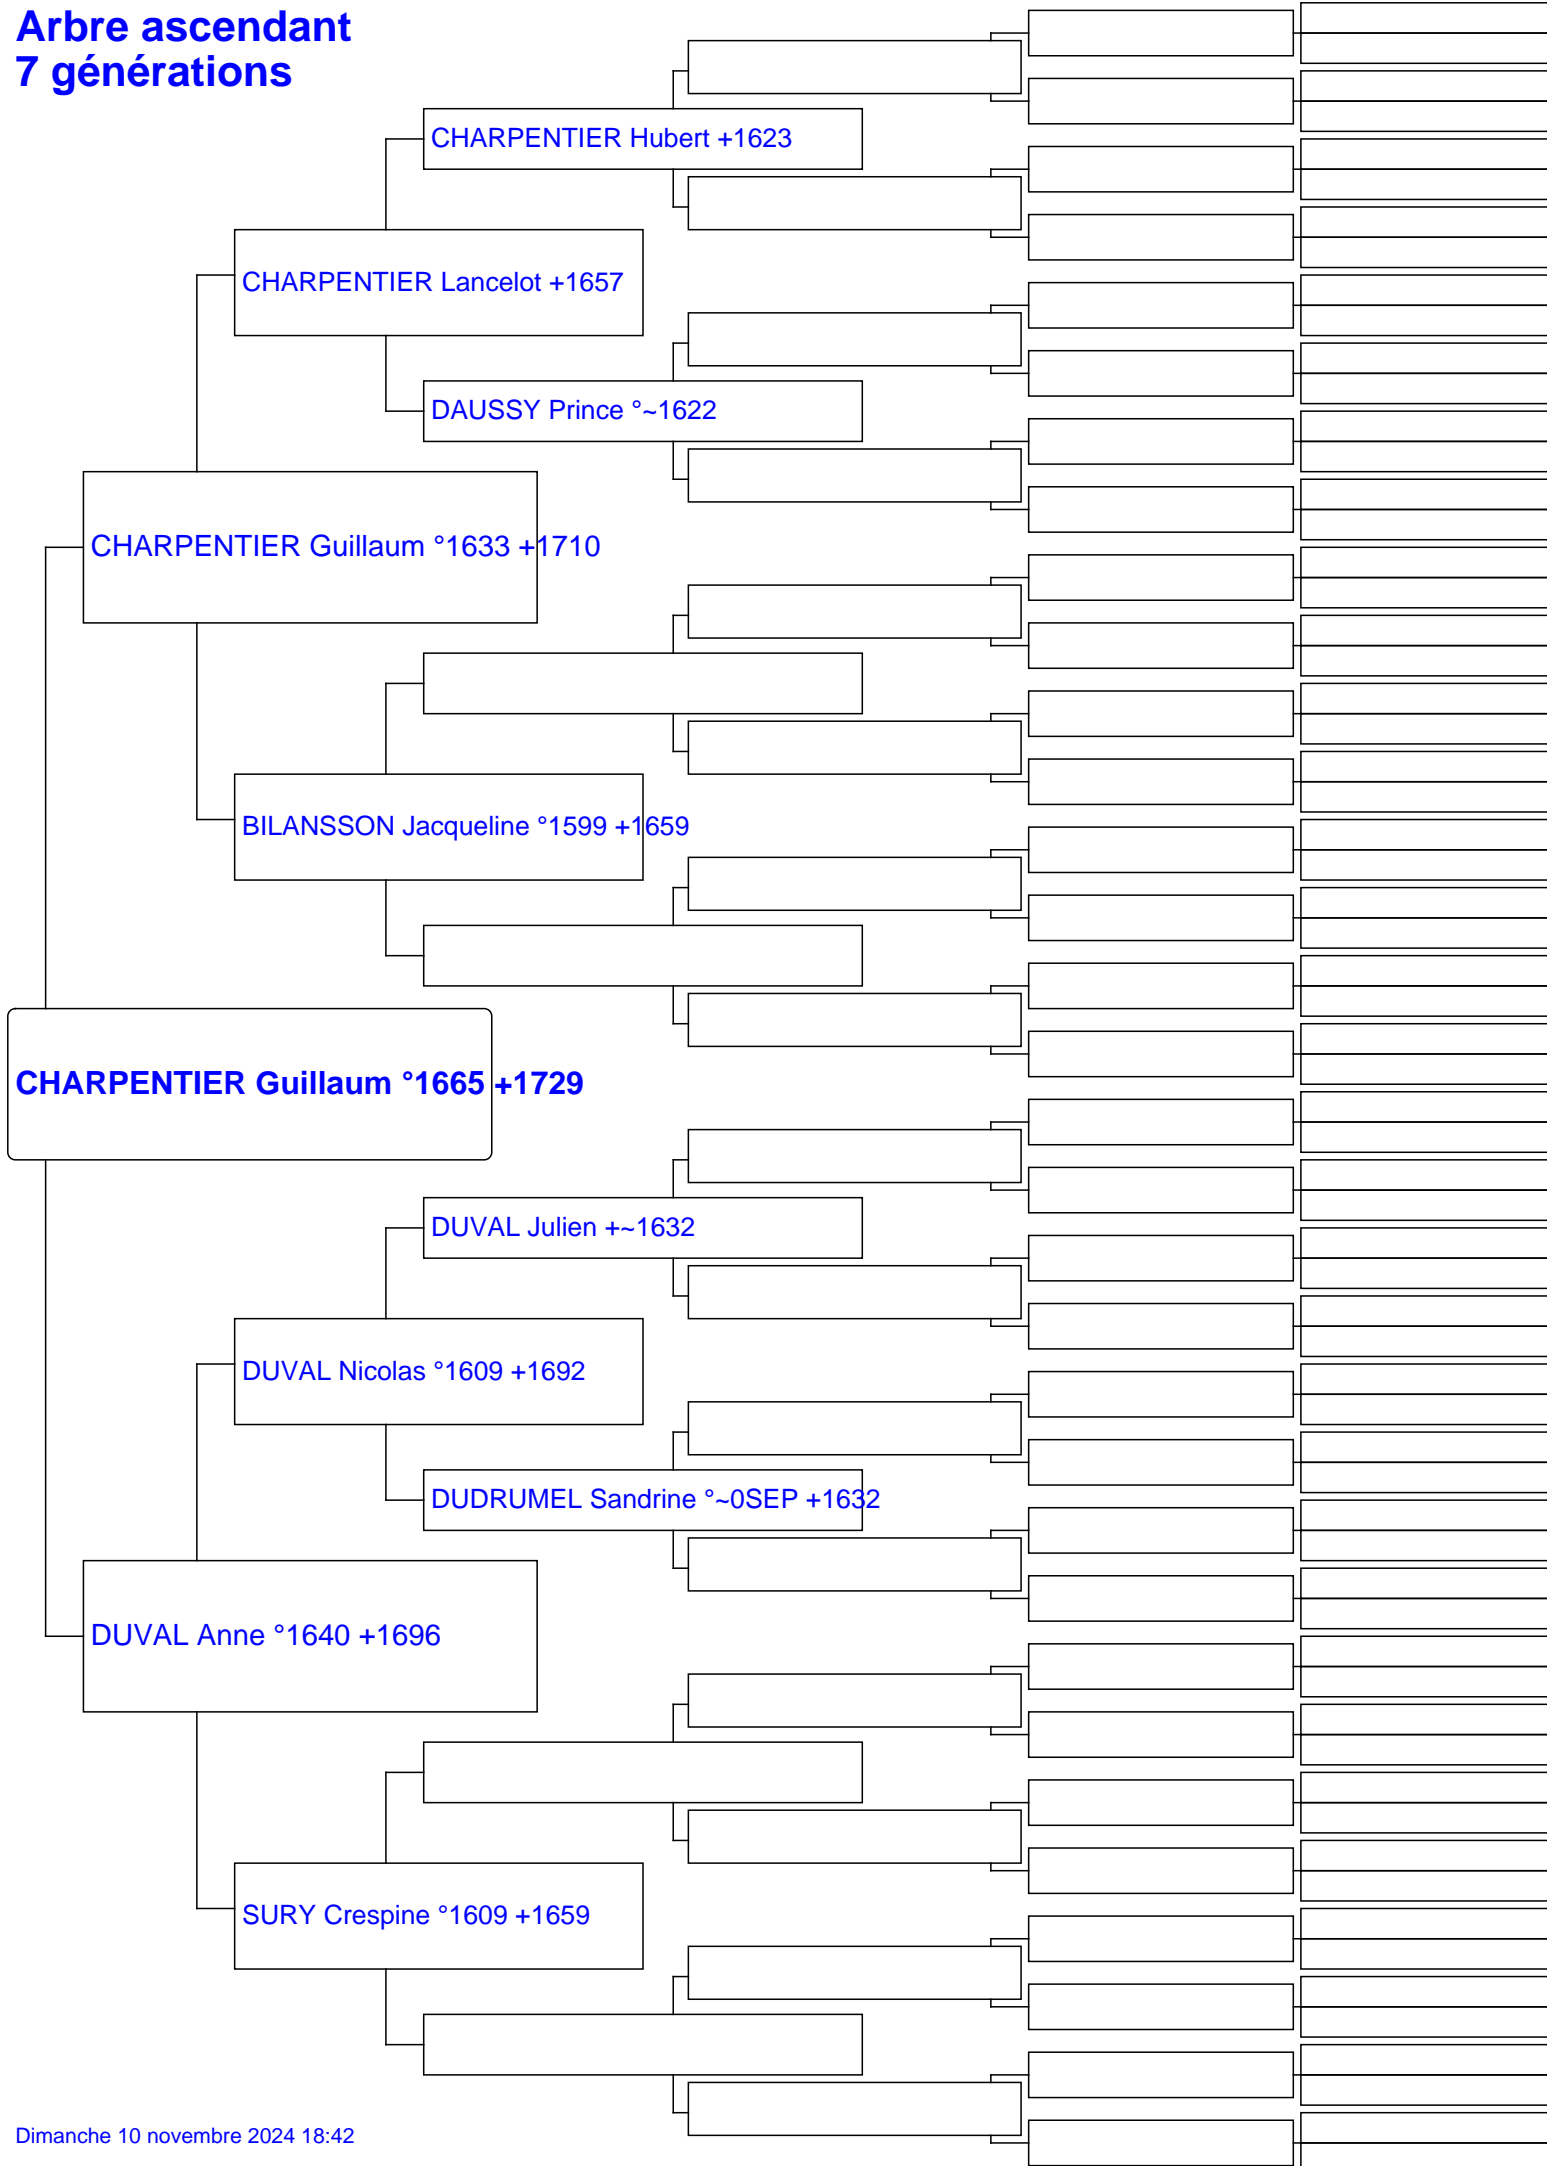 Arbre ascendant
7 générations
CHARPENTIER Hubert +1623
CHARPENTIER Lancelot +1657
DAUSSY Prince °~1622
CHARPENTIER Guillaum °1633 +1710
BILANSSON Jacqueline °1599 +1659
CHARPENTIER Guillaum °1665 +1729
DUVAL Julien +~1632
DUVAL Nicolas °1609 +1692
DUDRUMEL Sandrine °~0SEP +1632
DUVAL Anne °1640 +1696
SURY Crespine °1609 +1659
Dimanche 10 novembre 2024 18:42